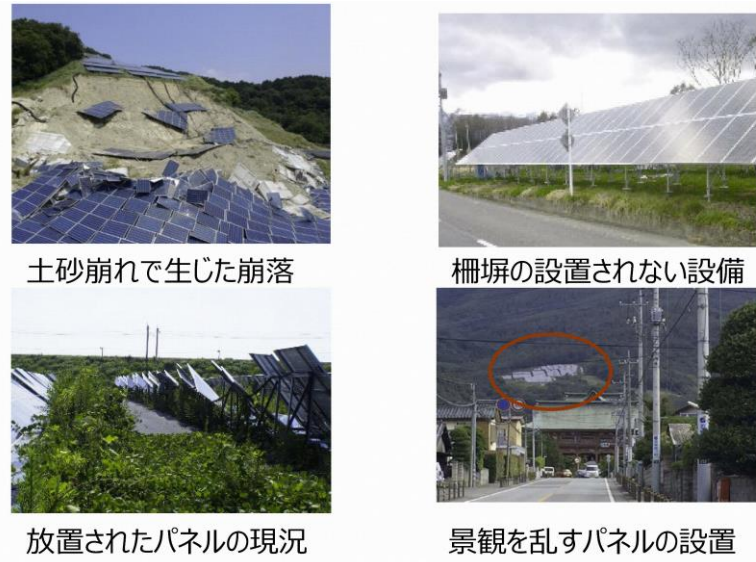 土砂崩れで生じた崩落
柵塀の設置されない設備
放置されたパネルの現況
景観を乱すパネルの設置